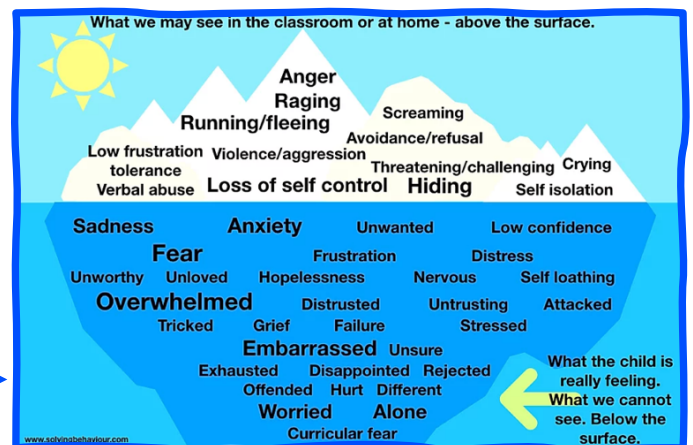 What we may see in the classroom or at home - above the surface.
Anger
Raging
Screaming
Running/fleeing
Avoidance/refusal
Low frustration
tolerance
Violence/aggression
Threatening/challenging
Crying
Verbal abuse
Loss of self control
Hiding
Self isolation
Sadness Anxiety Unwanted Low confidence
Fear Frustration Distress
Unworthy Unloved Hopelessness Nervous Self loathing
Overwhelmed Distrusted Untrusting Attacked
Tricked Grief Failure Stressed
Embarrassed Unsure
Exhausted Disappointed Rejected
Offended Hurt Different
Worried Alone
Curricular fear
What the child is
really feeling.
What we cannot
see. Below the
surface.
www.solvingbehaviour.com